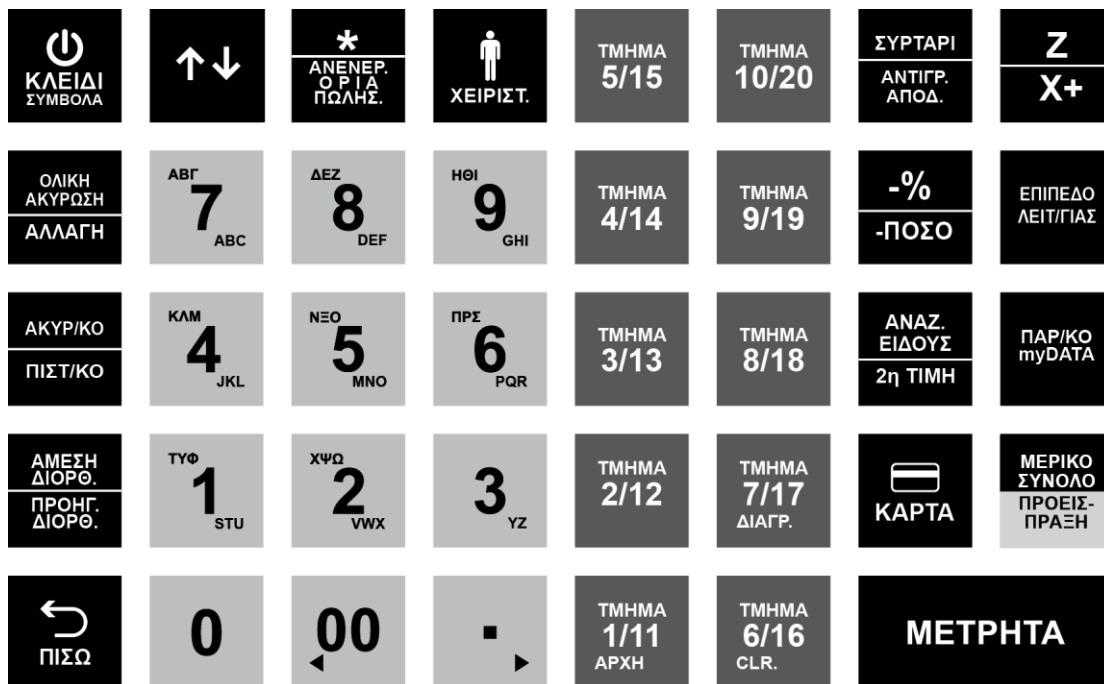 ΚΛΕΙΔΙ
ΣΥΜΒΟΛΑ
↑↓
*
ΑΝΕΝΕΡ.
ΟΡΙΑ
ΠΩΛΗΣ.
ΧΕΙΡΙΣΤ.
ΤΜΗΜΑ
5/15
ΤΜΗΜΑ
10/20
ΣΥΡΤΑΡΙ
ΑΝΤΙΓΡ.
ΑΠΟΔ.
Z
X+
ΟΛΙΚΗ
ΑΚΥΡΩΣΗ
ΑΛΛΑΓΗ
ΑΒΓ
7
ABC
ΔΕΖ
8
DEF
ΗΘΙ
9
GHI
ΤΜΗΜΑ
4/14
ΤΜΗΜΑ
9/19
-%
-ΠΟΣΟ
ΕΠΙΠΕΔΟ
ΛΕΙΤ/ΓΙΑΣ
ΑΚΥΡ/ΚΟ
ΠΙΣΤ/ΚΟ
ΚΛΜ
4
JKL
ΝΞΟ
5
MNO
ΠΡΣ
6
PQR
ΤΜΗΜΑ
3/13
ΤΜΗΜΑ
8/18
ΑΝΑΖ.
ΕΙΔΟΥΣ
2η ΤΙΜΗ
ΠΑΡ/ΚΟ
myDATA
ΑΜΕΣΗ
ΔΙΟΡΘ.
ΠΡΟΗΓ.
ΔΙΟΡΘ.
ΤΥΦ
1
STU
ΧΨΩ
2
VWX
3
YZ
ΤΜΗΜΑ
2/12
ΤΜΗΜΑ
7/17
ΔΙΑΓΡ.
ΚΑΡΤΑ
ΜΕΡΙΚΟ
ΣΥΝΟΛΟ
ΠΡΟΕΙΣ-
ΠΡΑΞΗ
ΠΙΣΩ
0
00
.
ΤΜΗΜΑ
1/11
ΑΡΧΗ
ΤΜΗΜΑ
6/16
CLR.
ΜΕΤΡΗΤΑ